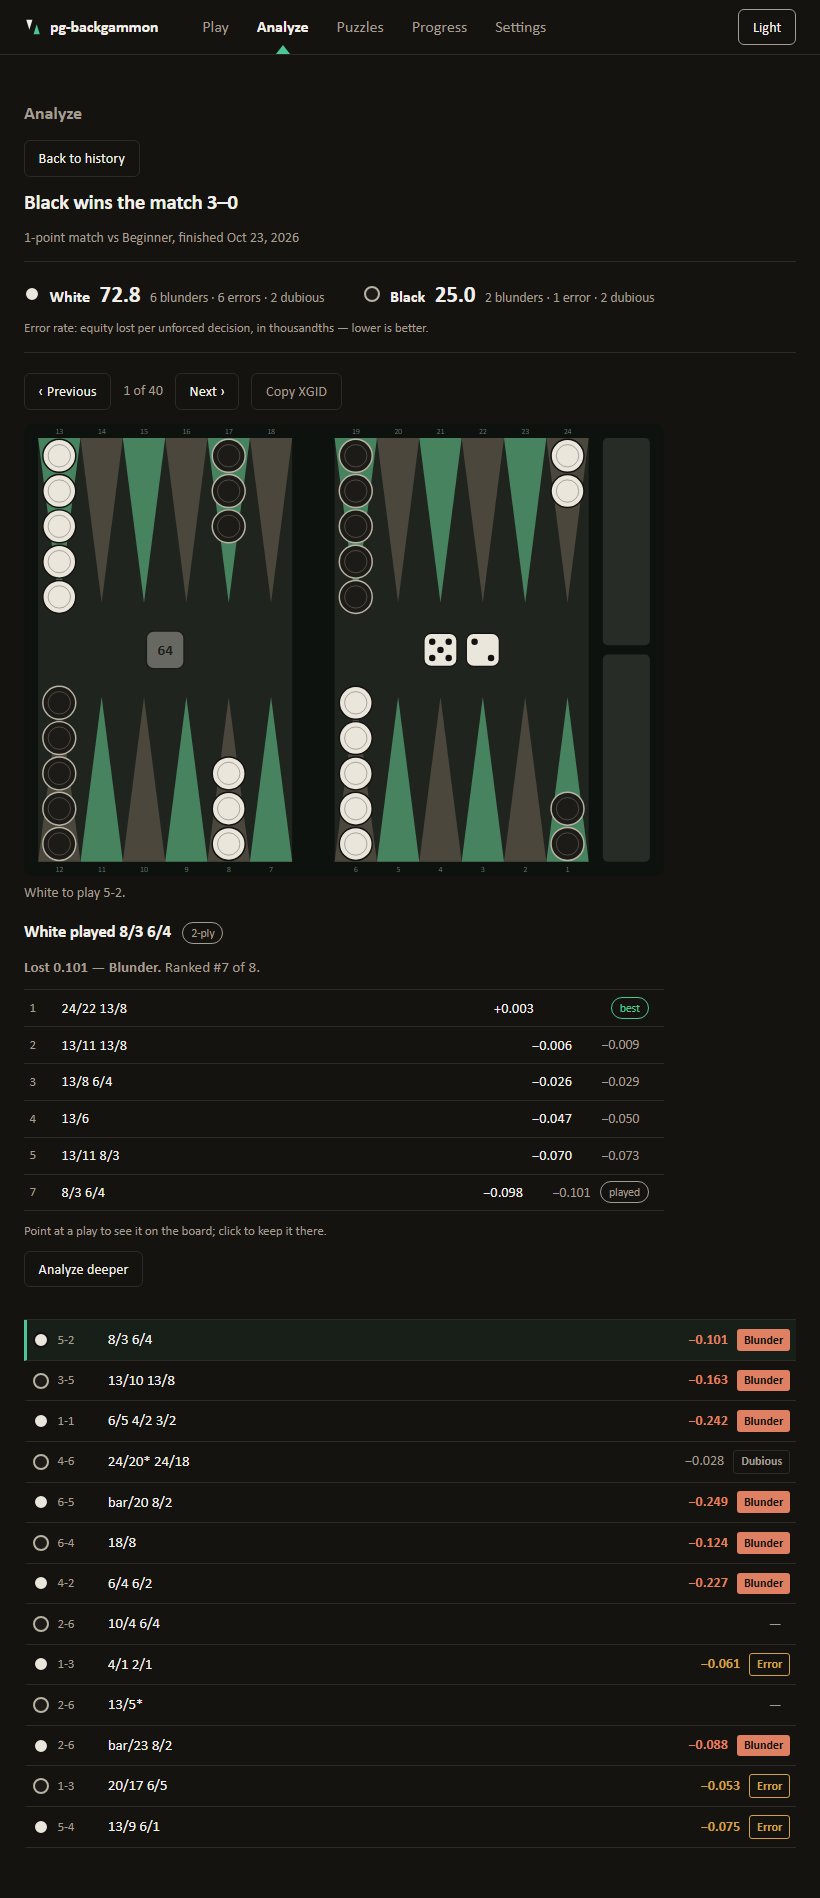 pg-backgammon Play Analyze Puzzles Progress Settings Light
Analyze
Back to history
Black wins the match 3–0
1-point match vs Beginner, finished Oct 23, 2026
White 72.8 6 blunders · 6 errors · 2 dubious Black 25.0 2 blunders · 1 error · 2 dubious
Error rate: equity lost per unforced decision, in thousandths — lower is better.
‹ Previous 1 of 40 Next › Copy XGID
13 14 15 16 17 18 19 20 21 22 23 24
64
12 11 10 9 8 7 6 5 4 3 2 1
White to play 5-2.
White played 8/3 6/4 2-ply
Lost 0.101 — Blunder. Ranked #7 of 8.
1 24/22 13/8 +0.003 best
2 13/11 13/8 −0.006 −0.009
3 13/8 6/4 −0.026 −0.029
4 13/6 −0.047 −0.050
5 13/11 8/3 −0.070 −0.073
7 8/3 6/4 −0.098 −0.101 played
Point at a play to see it on the board; click to keep it there.
Analyze deeper
5-2 8/3 6/4 −0.101 Blunder
3-5 13/10 13/8 −0.163 Blunder
1-1 6/5 4/2 3/2 −0.242 Blunder
4-6 24/20* 24/18 −0.028 Dubious
6-5 bar/20 8/2 −0.249 Blunder
6-4 18/8 −0.124 Blunder
4-2 6/4 6/2 −0.227 Blunder
2-6 10/4 6/4 —
1-3 4/1 2/1 −0.061 Error
2-6 13/5* —
2-6 bar/23 8/2 −0.088 Blunder
1-3 20/17 6/5 −0.053 Error
5-4 13/9 6/1 −0.075 Error